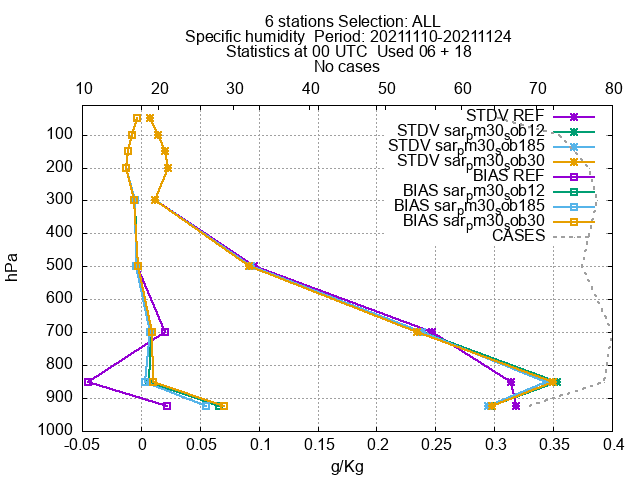 6 stations Selection: ALL
Specific humidity  Period: 20211110-20211124
Statistics at 00 UTC  Used 06 + 18
No cases
10 20 30 40 50 60 70 80
STDV REF
STDV sar_pm30_sob12
STDV sar_pm30_sob185
STDV sar_pm30_sob30
BIAS REF
BIAS sar_pm30_sob12
BIAS sar_pm30_sob185
BIAS sar_pm30_sob30
CASES
hPa
100
200
300
400
500
600
700
800
900
1000
-0.05 0 0.05 0.1 0.15 0.2 0.25 0.3 0.35 0.4
g/Kg